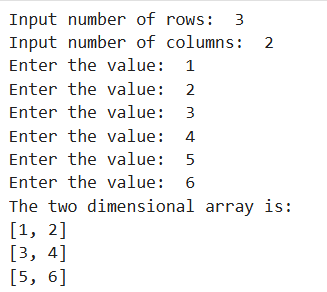 Input number of rows:  3
Input number of columns:  2
Enter the value:  1
Enter the value:  2
Enter the value:  3
Enter the value:  4
Enter the value:  5
Enter the value:  6
The two dimensional array is:
[1, 2]
[3, 4]
[5, 6]